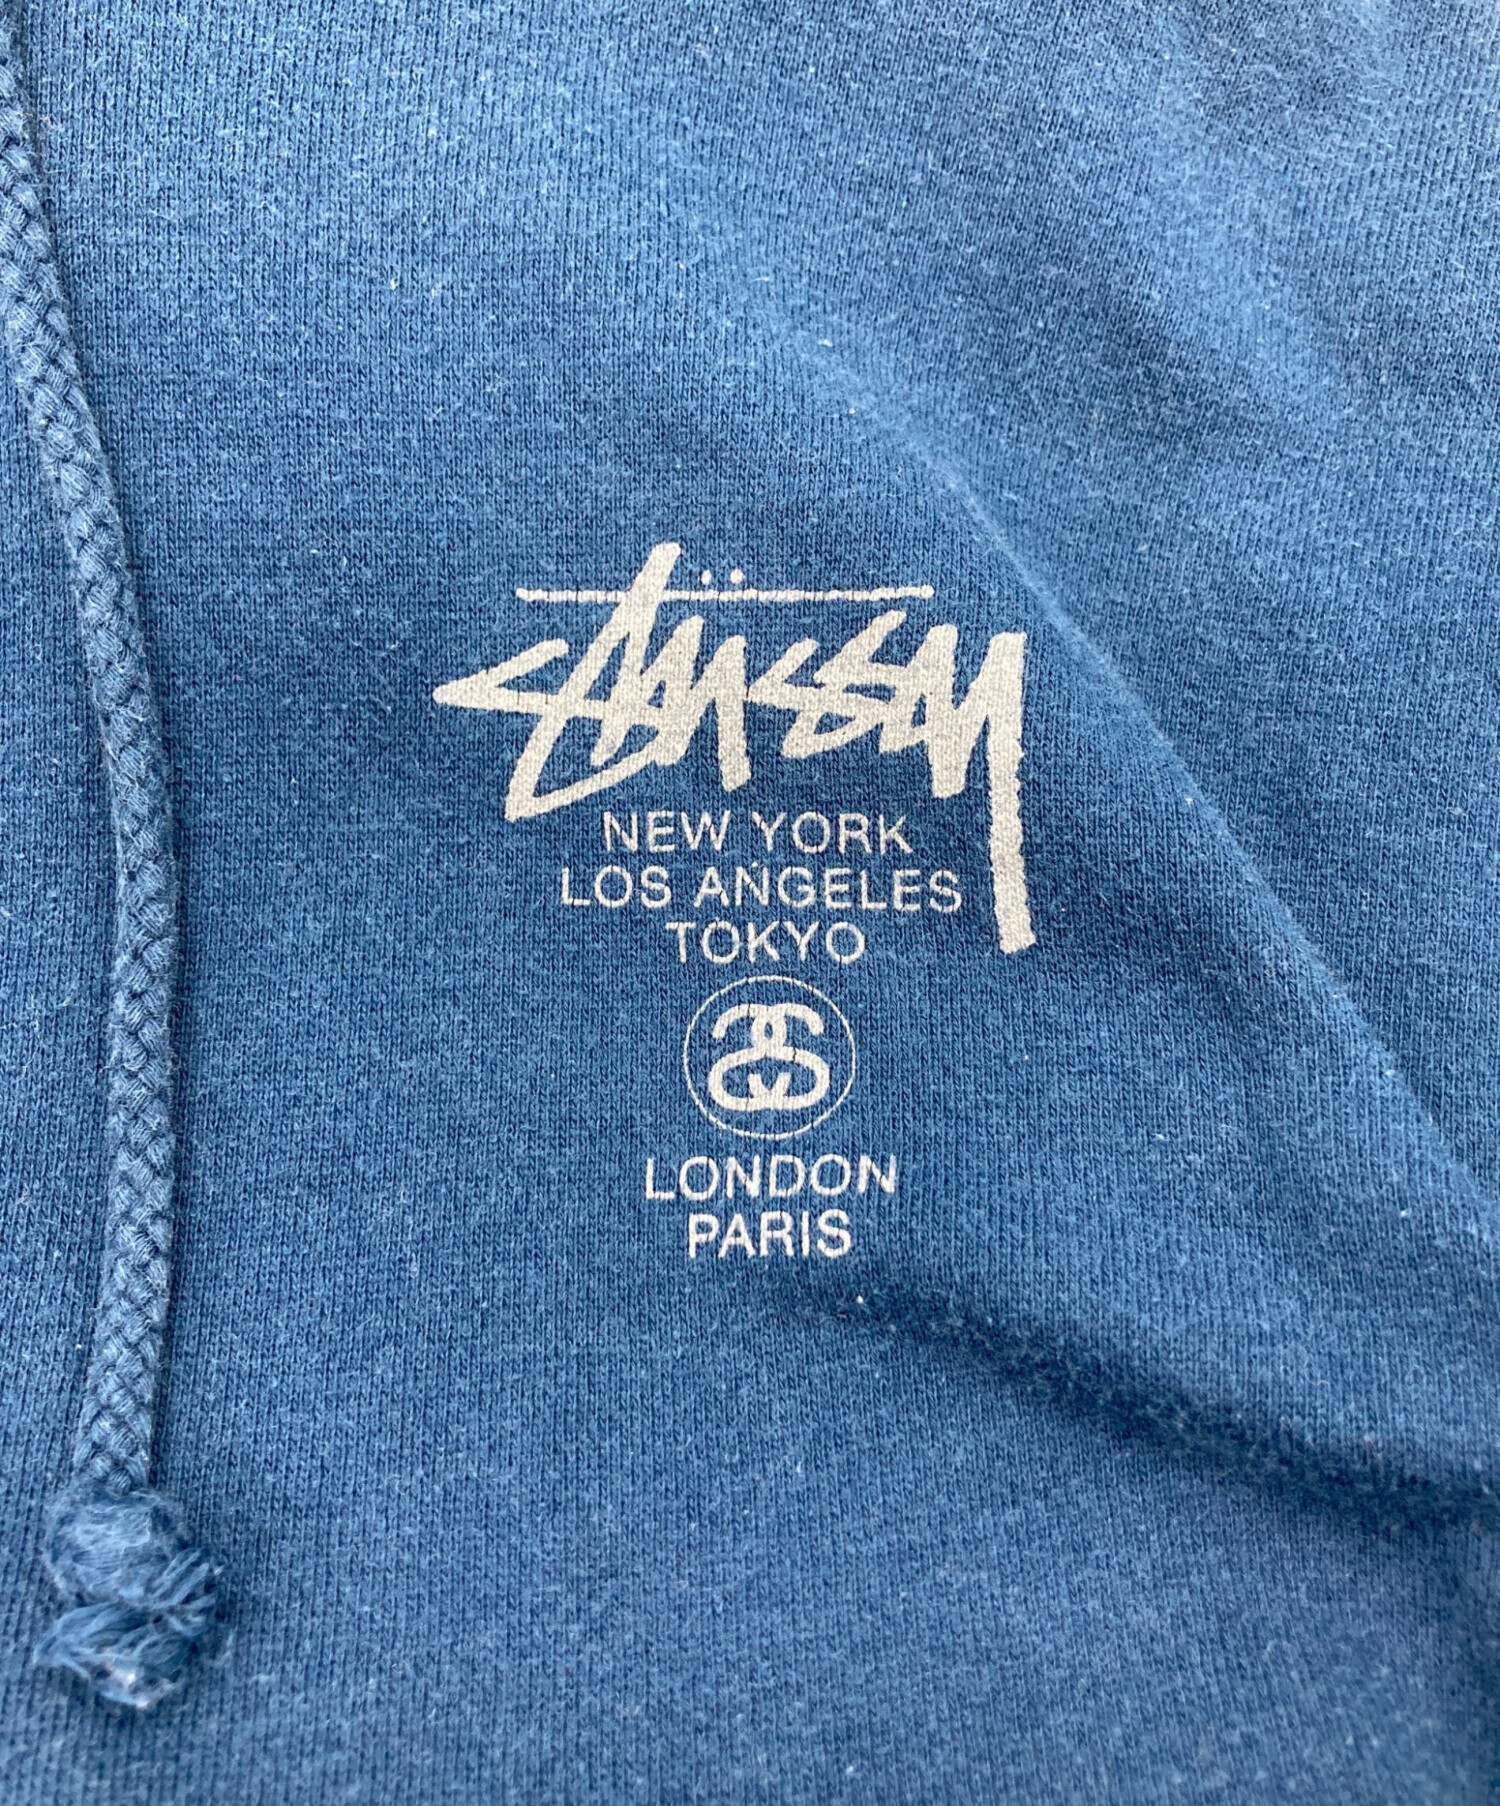 stüssy
NEW YORK
LOS ANGELES
TOKYO
LONDON
PARIS